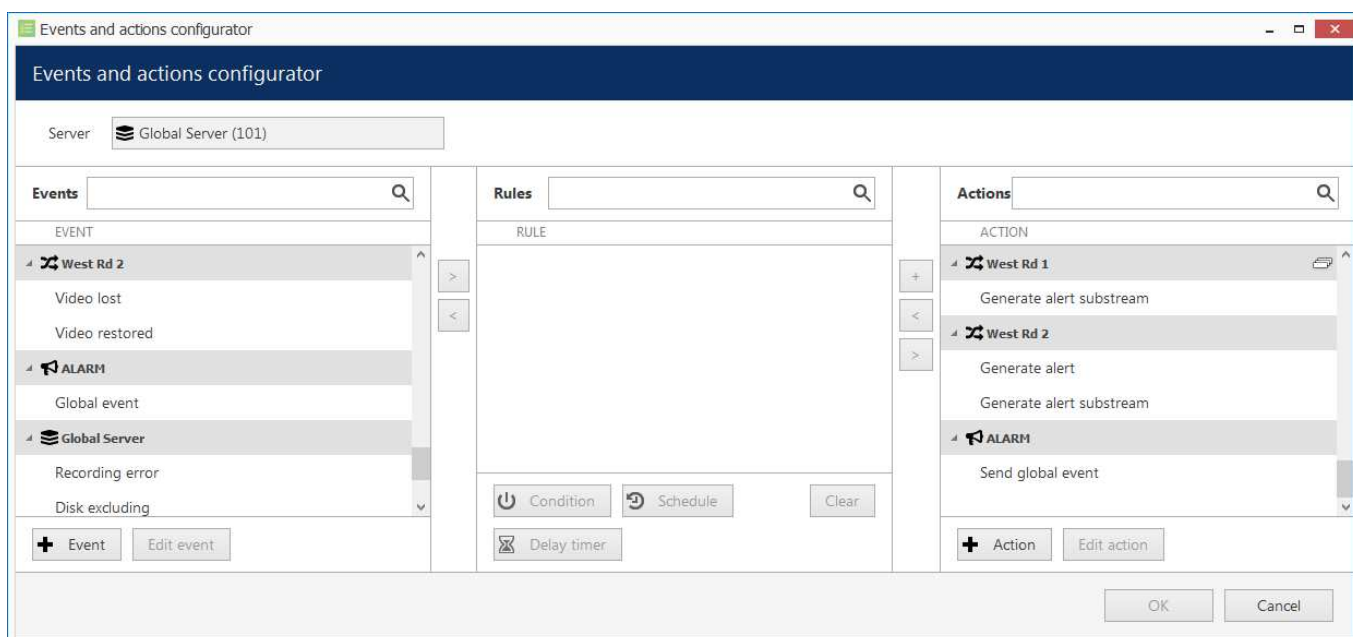 Events and actions configurator
Events and actions configurator
Server Global Server (101)
Events
EVENT
West Rd 2
Video lost
Video restored
ALARM
Global event
Global Server
Recording error
Disk excluding
+ Event Edit event
>
<
Rules
RULE
Condition Schedule Clear
Delay timer
+
<
>
Actions
ACTION
West Rd 1
Generate alert substream
West Rd 2
Generate alert
Generate alert substream
ALARM
Send global event
+ Action Edit action
OK Cancel